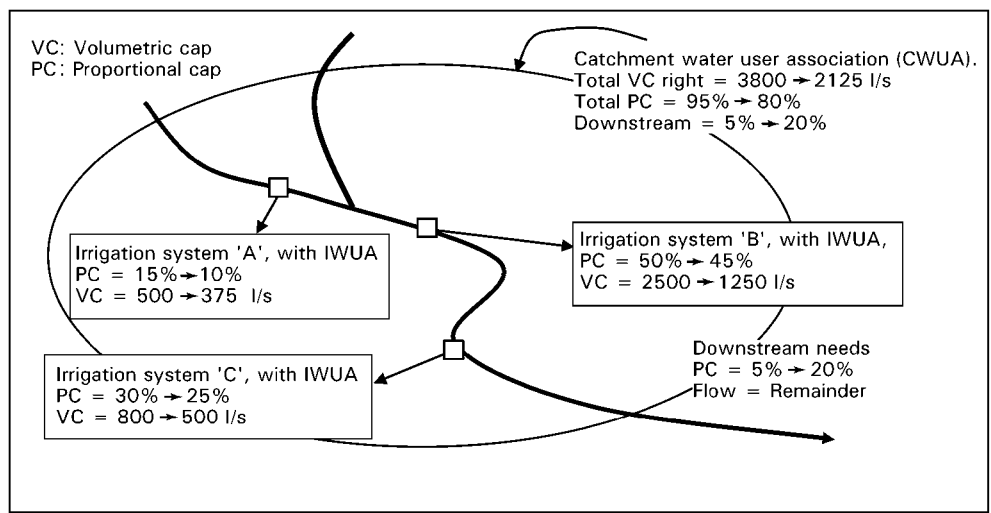 VC: Volumetric cap
PC: Proportional cap
Catchment water user association (CWUA).
Total VC right = 3800 → 2125 l/s
Total PC = 95% → 80%
Downstream = 5% → 20%
Irrigation system 'A', with IWUA
PC = 15% → 10%
VC = 500 → 375 l/s
Irrigation system 'B', with IWUA,
PC = 50% → 45%
VC = 2500 → 1250 l/s
Irrigation system 'C', with IWUA
PC = 30% → 25%
VC = 800 → 500 l/s
Downstream needs
PC = 5% → 20%
Flow = Remainder